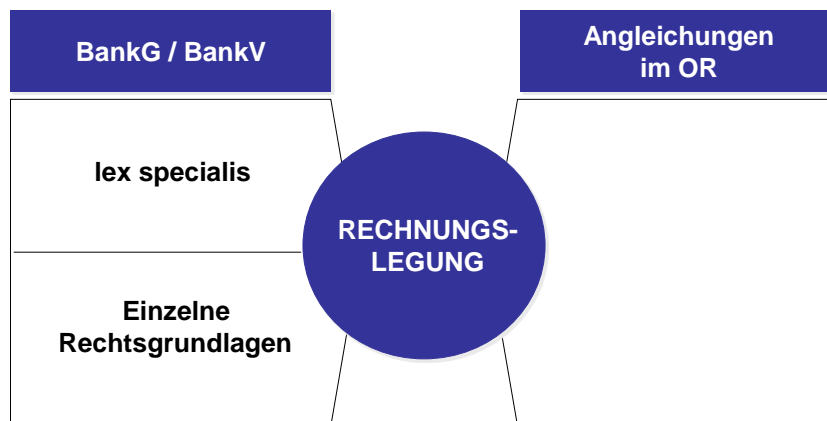 BankG / BankV
Angleichungen
im OR
lex specialis
RECHNUNGS-
LEGUNG
Einzelne
Rechtsgrundlagen